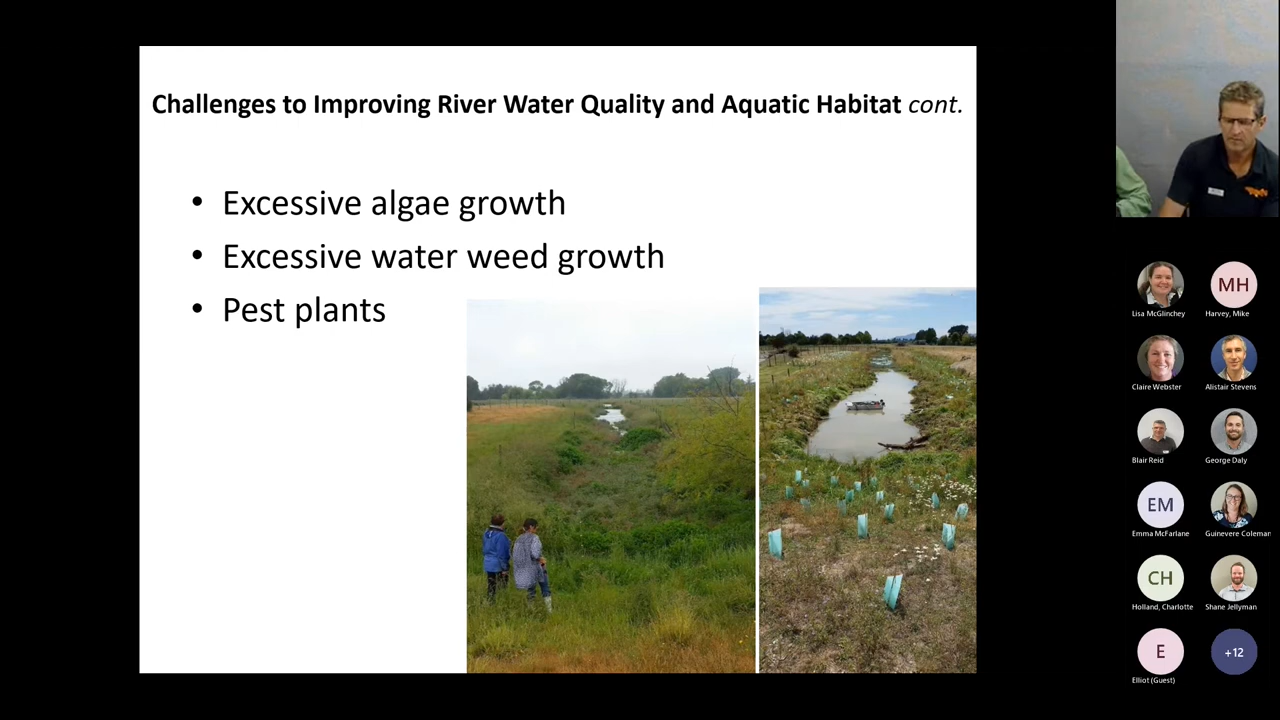 Challenges to Improving River Water Quality and Aquatic Habitat cont.
• Excessive algae growth
• Excessive water weed growth
• Pest plants
MH
Lisa McGlinchey
Harvey, Mike
Claire Webster
Alistair Stevens
Blair Reid
George Daly
EM
Emma McFarlane
Guinevere Coleman
CH
Holland, Charlotte
Shane Jellyman
E
+12
Elliot (Guest)